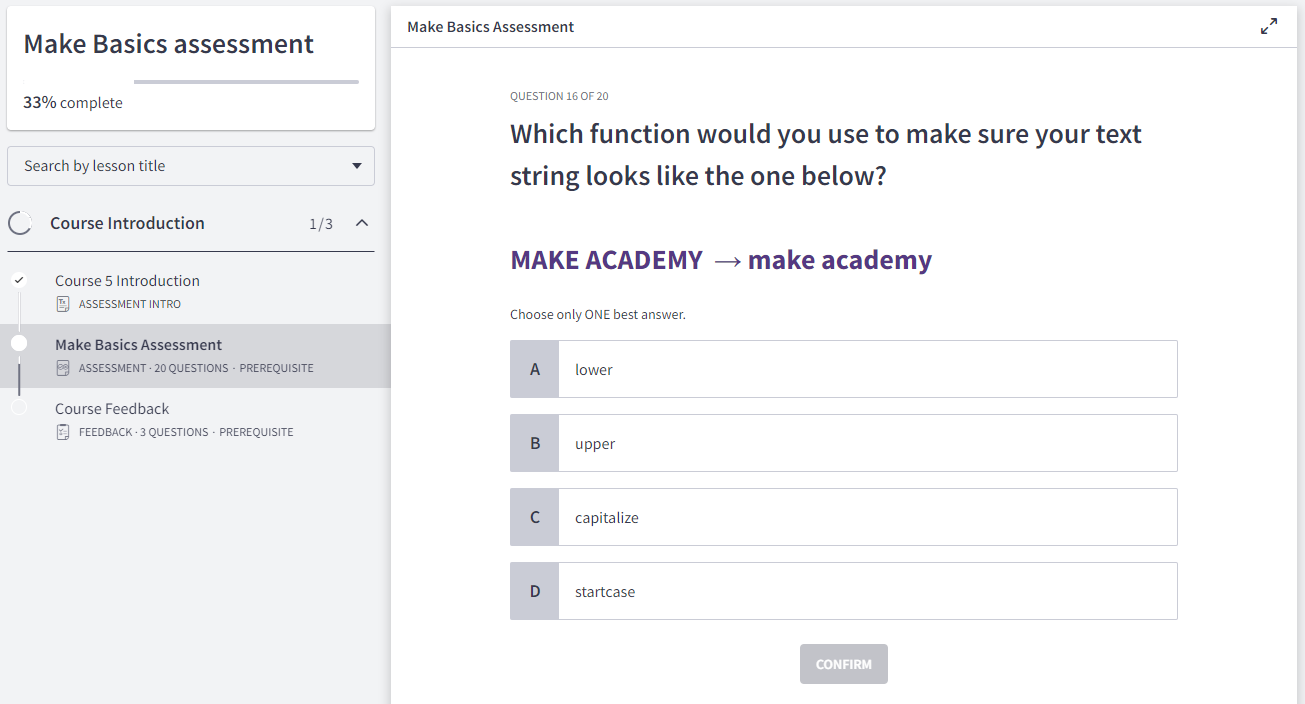 Make Basics assessment
33% complete
Search by lesson title
Course Introduction 1/3
Course 5 Introduction
ASSESSMENT INTRO
Make Basics Assessment
ASSESSMENT · 20 QUESTIONS · PREREQUISITE
Course Feedback
FEEDBACK · 3 QUESTIONS · PREREQUISITE
Make Basics Assessment
QUESTION 16 OF 20
Which function would you use to make sure your text
string looks like the one below?
MAKE ACADEMY → make academy
Choose only ONE best answer.
A lower
B upper
C capitalize
D startcase
CONFIRM